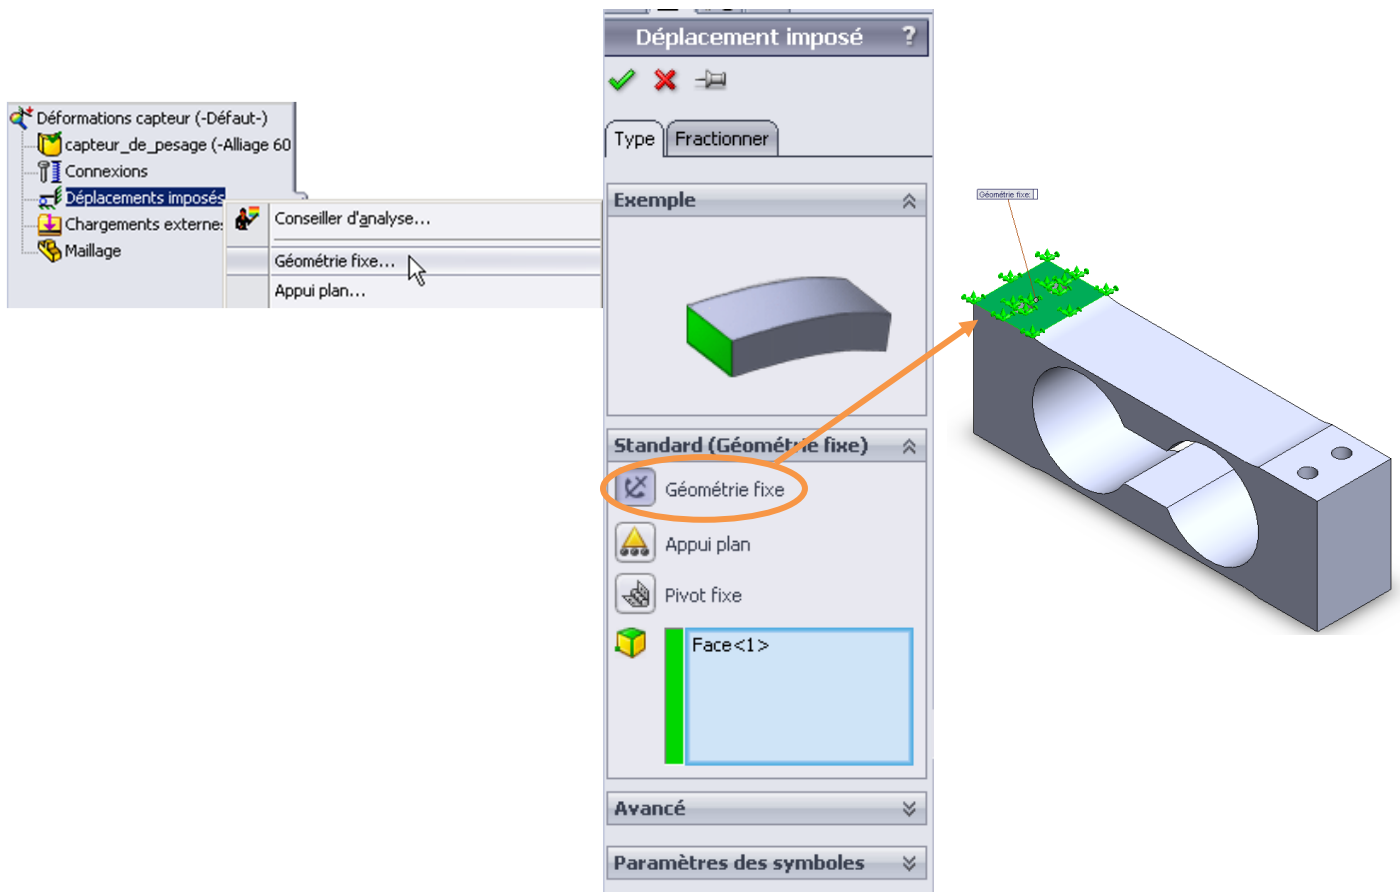 Déformations capteur (-Défaut-)
capteur_de_pesage (-Alliage 60
Connexions
Déplacements imposés
Chargements externe
Maillage
Conseiller d'analyse...
Géométrie fixe...
Appui plan...
Déplacement imposé ?
Type
Fractionner
Exemple
Standard (Géométrie fixe)
Géométrie fixe
Appui plan
Pivot fixe
Face<1>
Avancé
Paramètres des symboles
Géométrie fixe: